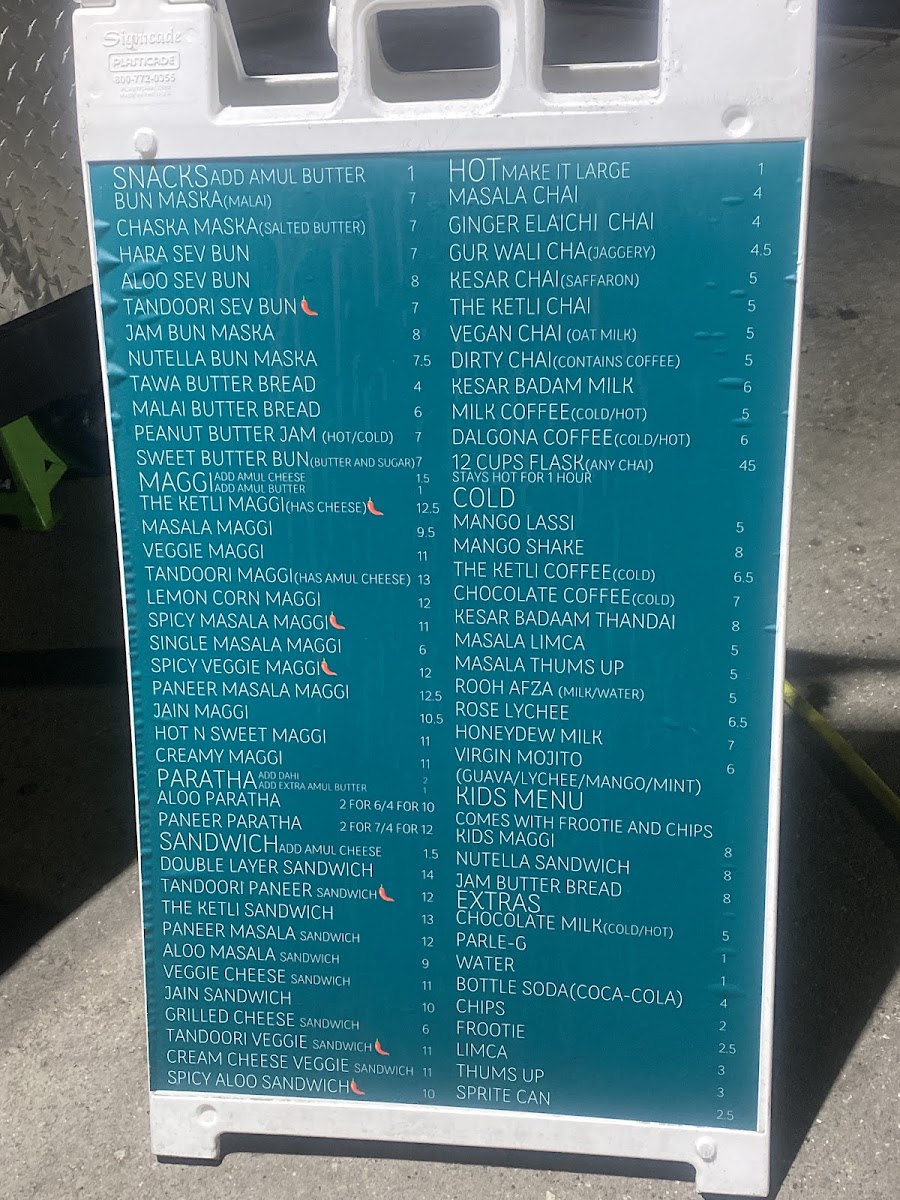 Signicade
PLASTICADE
800-772-0355
SNACKS ADD AMUL BUTTER 1
BUN MASKA(MALAI) 7
CHASKA MASKA(SALTED BUTTER) 7
HARA SEV BUN 7
ALOO SEV BUN 8
TANDOORI SEV BUN🌶 7
JAM BUN MASKA 8
NUTELLA BUN MASKA 7.5
TAWA BUTTER BREAD 4
MALAI BUTTER BREAD 6
PEANUT BUTTER JAM (HOT/COLD) 7
SWEET BUTTER BUN(BUTTER AND SUGAR) 7
MAGGI ADD AMUL CHEESE 1.5
ADD AMUL BUTTER 1
THE KETLI MAGGI(HAS CHEESE)🌶 12.5
MASALA MAGGI 9.5
VEGGIE MAGGI 11
TANDOORI MAGGI(HAS AMUL CHEESE) 13
LEMON CORN MAGGI 12
SPICY MASALA MAGGI🌶 11
SINGLE MASALA MAGGI 6
SPICY VEGGIE MAGGI🌶 12
PANEER MASALA MAGGI 12.5
JAIN MAGGI 10.5
HOT N SWEET MAGGI 11
CREAMY MAGGI 11
PARATHA ADD DAHI 2
ADD EXTRA AMUL BUTTER 1
ALOO PARATHA 2 FOR 6/4 FOR 10
PANEER PARATHA 2 FOR 7/4 FOR 12
SANDWICH ADD AMUL CHEESE 1.5
DOUBLE LAYER SANDWICH 14
TANDOORI PANEER SANDWICH🌶 12
THE KETLI SANDWICH 13
PANEER MASALA SANDWICH 12
ALOO MASALA SANDWICH 9
VEGGIE CHEESE SANDWICH 11
JAIN SANDWICH 10
GRILLED CHEESE SANDWICH 6
TANDOORI VEGGIE SANDWICH🌶 11
CREAM CHEESE VEGGIE SANDWICH 11
SPICY ALOO SANDWICH🌶 10
HOT MAKE IT LARGE 1
MASALA CHAI 4
GINGER ELAICHI CHAI 4
GUR WALI CHA(JAGGERY) 4.5
KESAR CHAI(SAFFARON) 5
THE KETLI CHAI 5
VEGAN CHAI (OAT MILK) 5
DIRTY CHAI(CONTAINS COFFEE) 5
KESAR BADAM MILK 6
MILK COFFEE(COLD/HOT) 5
DALGONA COFFEE(COLD/HOT) 6
12 CUPS FLASK(ANY CHAI) 45
STAYS HOT FOR 1 HOUR
COLD
MANGO LASSI 5
MANGO SHAKE 8
THE KETLI COFFEE(COLD) 6.5
CHOCOLATE COFFEE(COLD) 7
KESAR BADAAM THANDAI 8
MASALA LIMCA 5
MASALA THUMS UP 5
ROOH AFZA (MILK/WATER) 5
ROSE LYCHEE 6.5
HONEYDEW MILK 7
VIRGIN MOJITO 6
(GUAVA/LYCHEE/MANGO/MINT)
KIDS MENU
COMES WITH FROOTIE AND CHIPS
KIDS MAGGI 8
NUTELLA SANDWICH 8
JAM BUTTER BREAD 8
EXTRAS
CHOCOLATE MILK(COLD/HOT) 5
PARLE-G 1
WATER 1
BOTTLE SODA(COCA-COLA) 4
CHIPS 2
FROOTIE 2.5
LIMCA 3
THUMS UP 3
SPRITE CAN 2.5